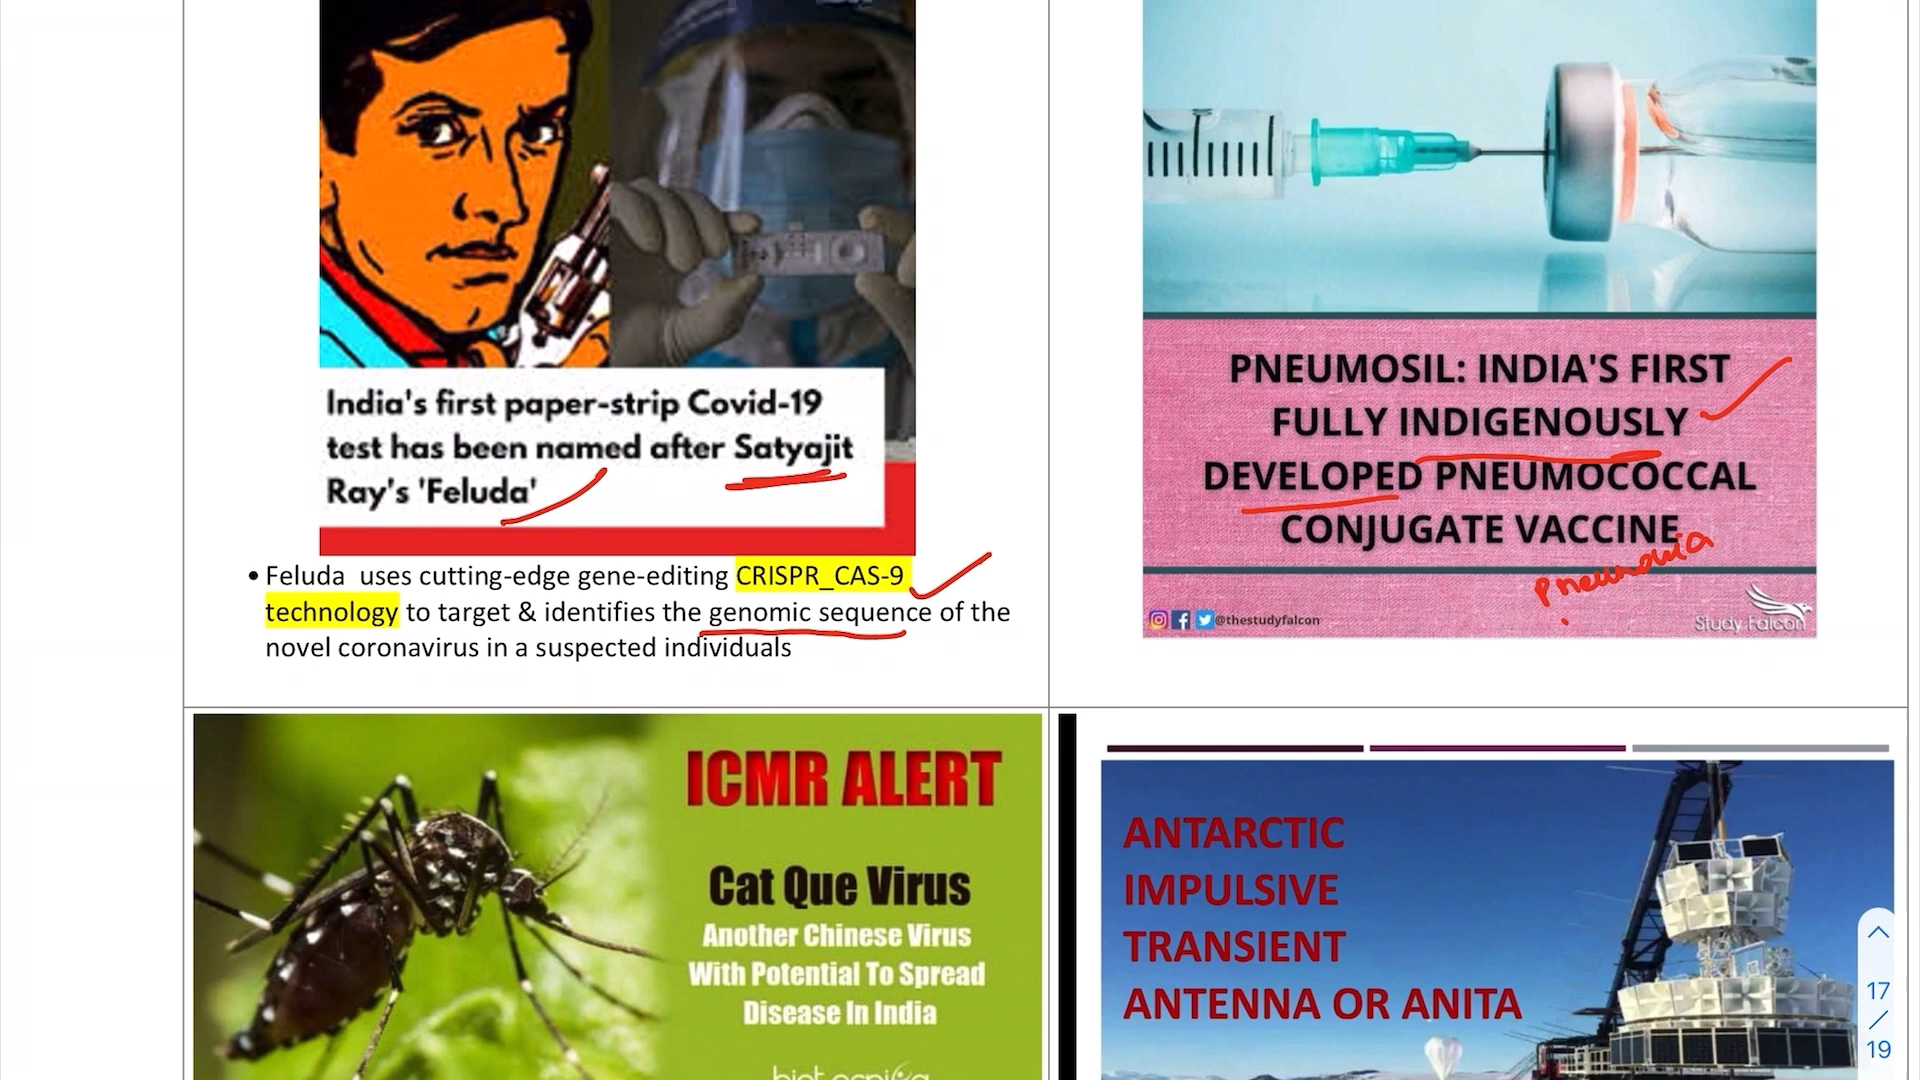 India's first paper-strip Covid-19
test has been named after Satyajit
Ray's 'Feluda'
• Feluda uses cutting-edge gene-editing CRISPR_CAS-9
technology to target & identifies the genomic sequence of the
novel coronavirus in a suspected individuals
PNEUMOSIL: INDIA'S FIRST
FULLY INDIGENOUSLY
DEVELOPED PNEUMOCOCCAL
CONJUGATE VACCINE
Pneumonia
@thestudyfalcon
Study Falcon
ICMR ALERT
Cat Que Virus
Another Chinese Virus
With Potential To Spread
Disease In India
ANTARCTIC
IMPULSIVE
TRANSIENT
ANTENNA OR ANITA
17
/
19